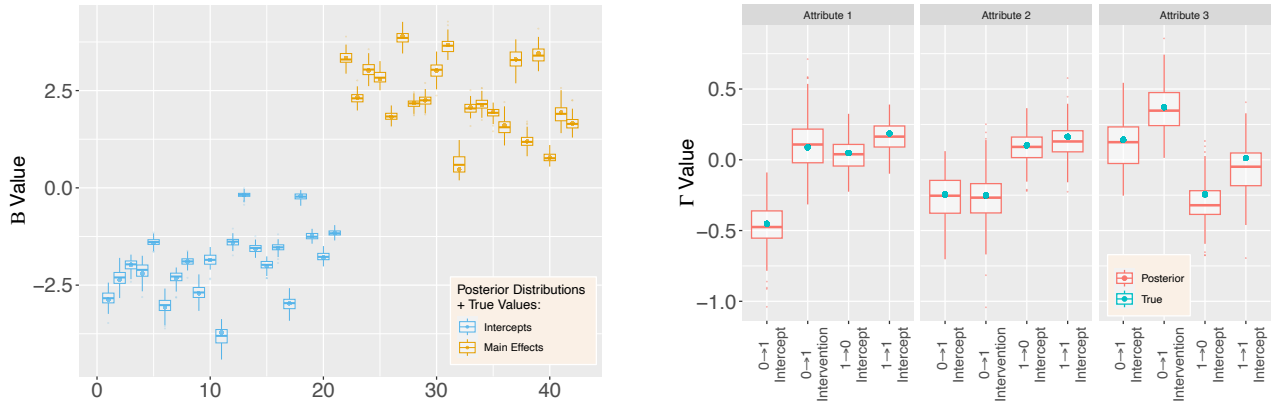 B Value
2.5
0.0
−2.5
0
10
20
30
40
Posterior Distributions
+ True Values:
Intercepts
Main Effects
Attribute 1
Attribute 2
Attribute 3
Γ Value
0.5
0.0
−0.5
−1.0
Posterior
True
0→1
Intercept
0→1
Intervention
1→0
Intercept
1→1
Intercept
0→1
Intercept
0→1
Intervention
1→0
Intercept
1→1
Intercept
0→1
Intercept
0→1
Intervention
1→0
Intercept
1→1
Intercept